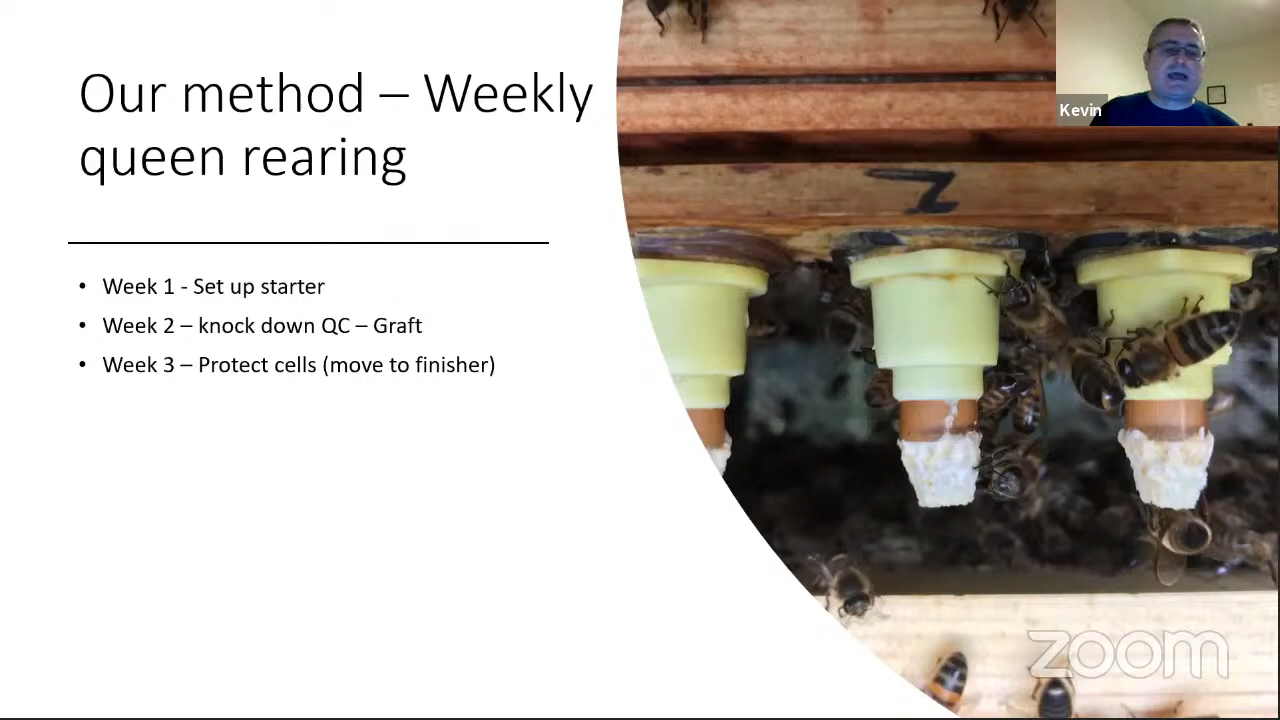 Our method – Weekly
queen rearing
• Week 1 - Set up starter
• Week 2 – knock down QC – Graft
• Week 3 – Protect cells (move to finisher)
Kevin
zoom